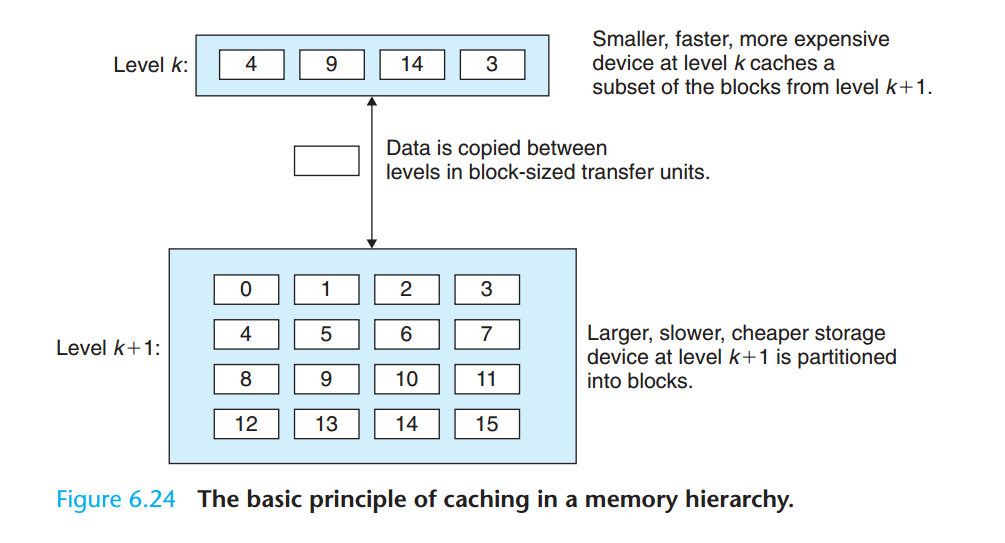 Level k:
4 9 14 3
Smaller, faster, more expensive
device at level k caches a
subset of the blocks from level k+1.
Data is copied between
levels in block-sized transfer units.
Level k+1:
0 1 2 3
4 5 6 7
8 9 10 11
12 13 14 15
Larger, slower, cheaper storage
device at level k+1 is partitioned
into blocks.
Figure 6.24 The basic principle of caching in a memory hierarchy.